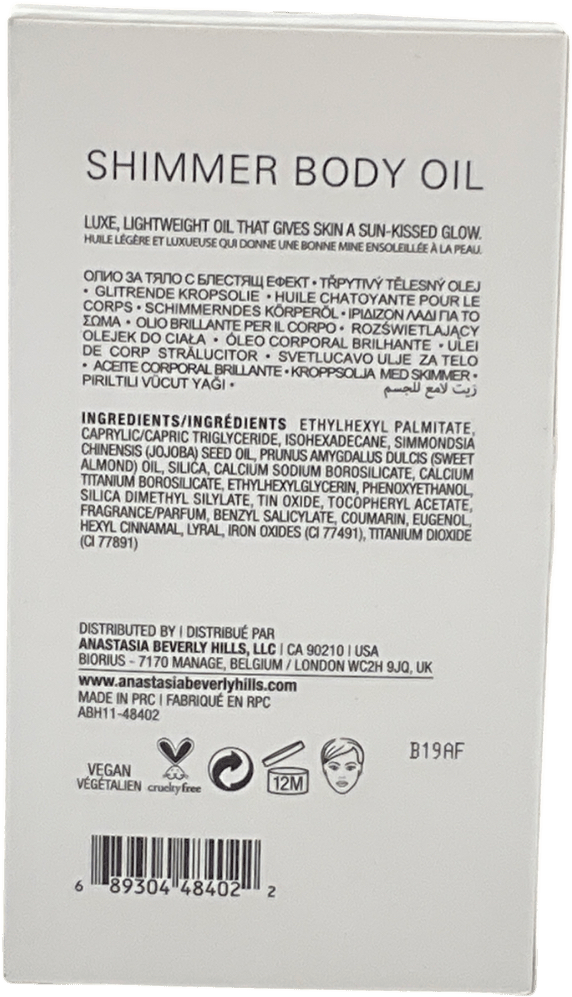 SHIMMER BODY OIL
LUXE, LIGHTWEIGHT OIL THAT GIVES SKIN A SUN-KISSED GLOW.
HUILE LÉGÈRE ET LUXUEUSE QUI DONNE UNE BONNE MINE ENSOLEILLÉE À LA PEAU.
ОПИО ЗА ТЯПО С БЛЕСТЯЩ ЕФЕКТ • TŘPYTIVÝ TĚLESNÝ OLEJ
• GLITRENDE KROPSOLIE • HUILE CHATOYANTE POUR LE
CORPS • SCHIMMERNDES KÖRPERÖL • ΙΡΙΔΙΖΟΝ ΛΑΔΙ ΓΙΑ ΤΟ
ΣΩΜΑ • OLIO BRILLANTE PER IL CORPO • ROZŚWIETLAJĄCY
OLEJEK DO CIAŁA • ÓLEO CORPORAL BRILHANTE • ULEI
DE CORP STRĂLUCITOR • SVETLUCAVO ULJE ZA TELO
• ACEITE CORPORAL BRILLANTE • KROPPSOLJA MED SKIMMER •
PIRILTILI VÜCUT YAĞI • زيت لامع للجسم
INGREDIENTS/INGRÉDIENTS ETHYLHEXYL PALMITATE,
CAPRYLIC/CAPRIC TRIGLYCERIDE, ISOHEXADECANE, SIMMONDSIA
CHINENSIS (JOJOBA) SEED OIL, PRUNUS AMYGDALUS DULCIS (SWEET
ALMOND) OIL, SILICA, CALCIUM SODIUM BOROSILICATE, CALCIUM
TITANIUM BOROSILICATE, ETHYLHEXYLGLYCERIN, PHENOXYETHANOL,
SILICA DIMETHYL SILYLATE, TIN OXIDE, TOCOPHERYL ACETATE,
FRAGRANCE/PARFUM, BENZYL SALICYLATE, COUMARIN, EUGENOL,
HEXYL CINNAMAL, LYRAL, IRON OXIDES (CI 77491), TITANIUM DIOXIDE
(CI 77891)
DISTRIBUTED BY | DISTRIBUÉ PAR
ANASTASIA BEVERLY HILLS, LLC | CA 90210 | USA
BIORIUS - 7170 MANAGE, BELGIUM / LONDON WC2H 9JQ, UK
www.anastasiabeverlyhills.com
MADE IN PRC | FABRIQUÉ EN RPC
ABH11-48402
B19AF
VEGAN
VÉGÉTALIEN cruelty free 12M
6 89304 48402 2